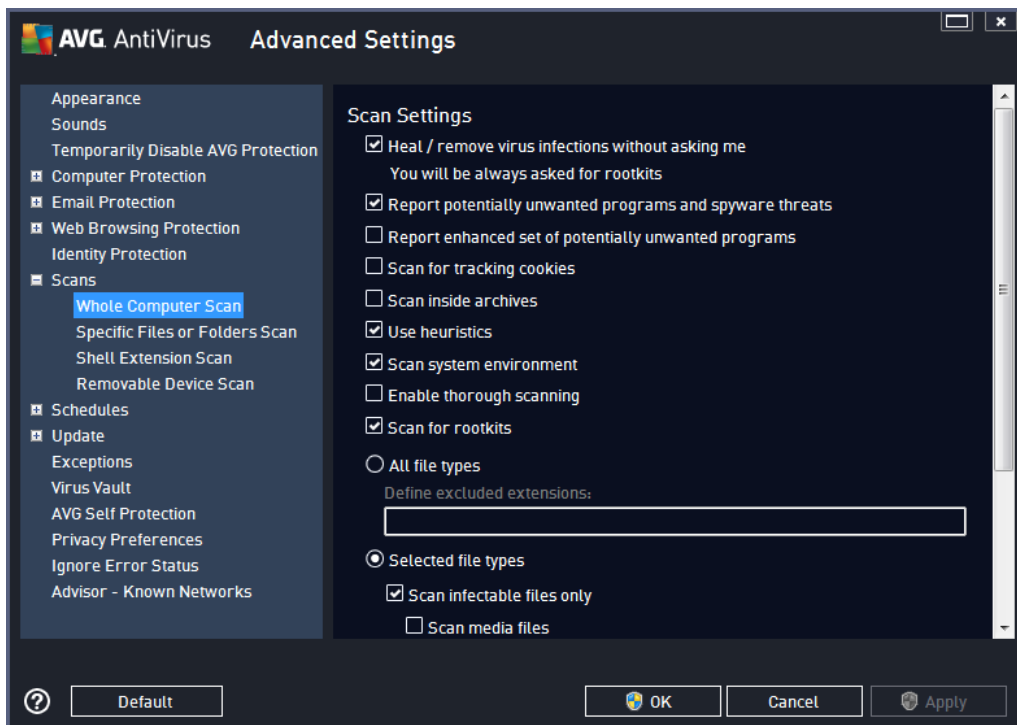 AVG AntiVirus Advanced Settings
Appearance
Sounds
Temporarily Disable AVG Protection
Computer Protection
Email Protection
Web Browsing Protection
Identity Protection
Scans
Whole Computer Scan
Specific Files or Folders Scan
Shell Extension Scan
Removable Device Scan
Schedules
Update
Exceptions
Virus Vault
AVG Self Protection
Privacy Preferences
Ignore Error Status
Advisor - Known Networks
Scan Settings
Heal / remove virus infections without asking me
You will be always asked for rootkits
Report potentially unwanted programs and spyware threats
Report enhanced set of potentially unwanted programs
Scan for tracking cookies
Scan inside archives
Use heuristics
Scan system environment
Enable thorough scanning
Scan for rootkits
All file types
Define excluded extensions:
Selected file types
Scan infectable files only
Scan media files
? Default OK Cancel Apply